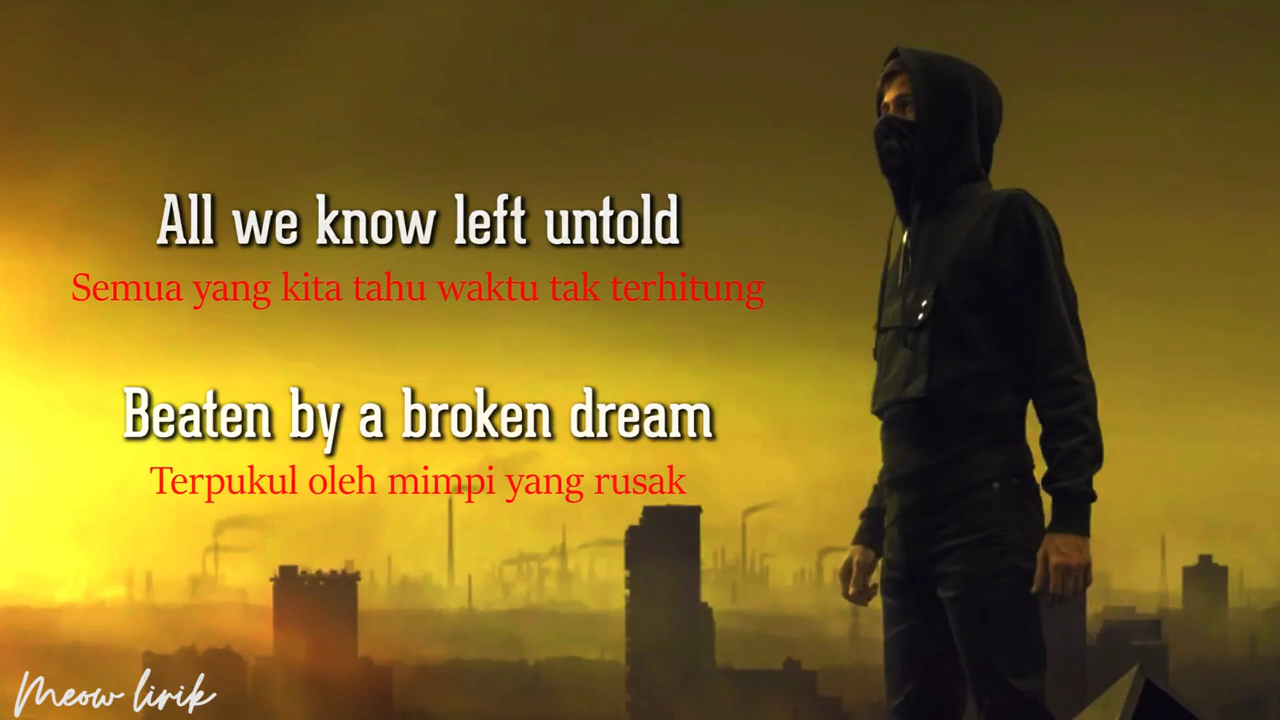 All we know left untold
Semua yang kita tahu waktu tak terhitung
Beaten by a broken dream
Terpukul oleh mimpi yang rusak
Meow lirik